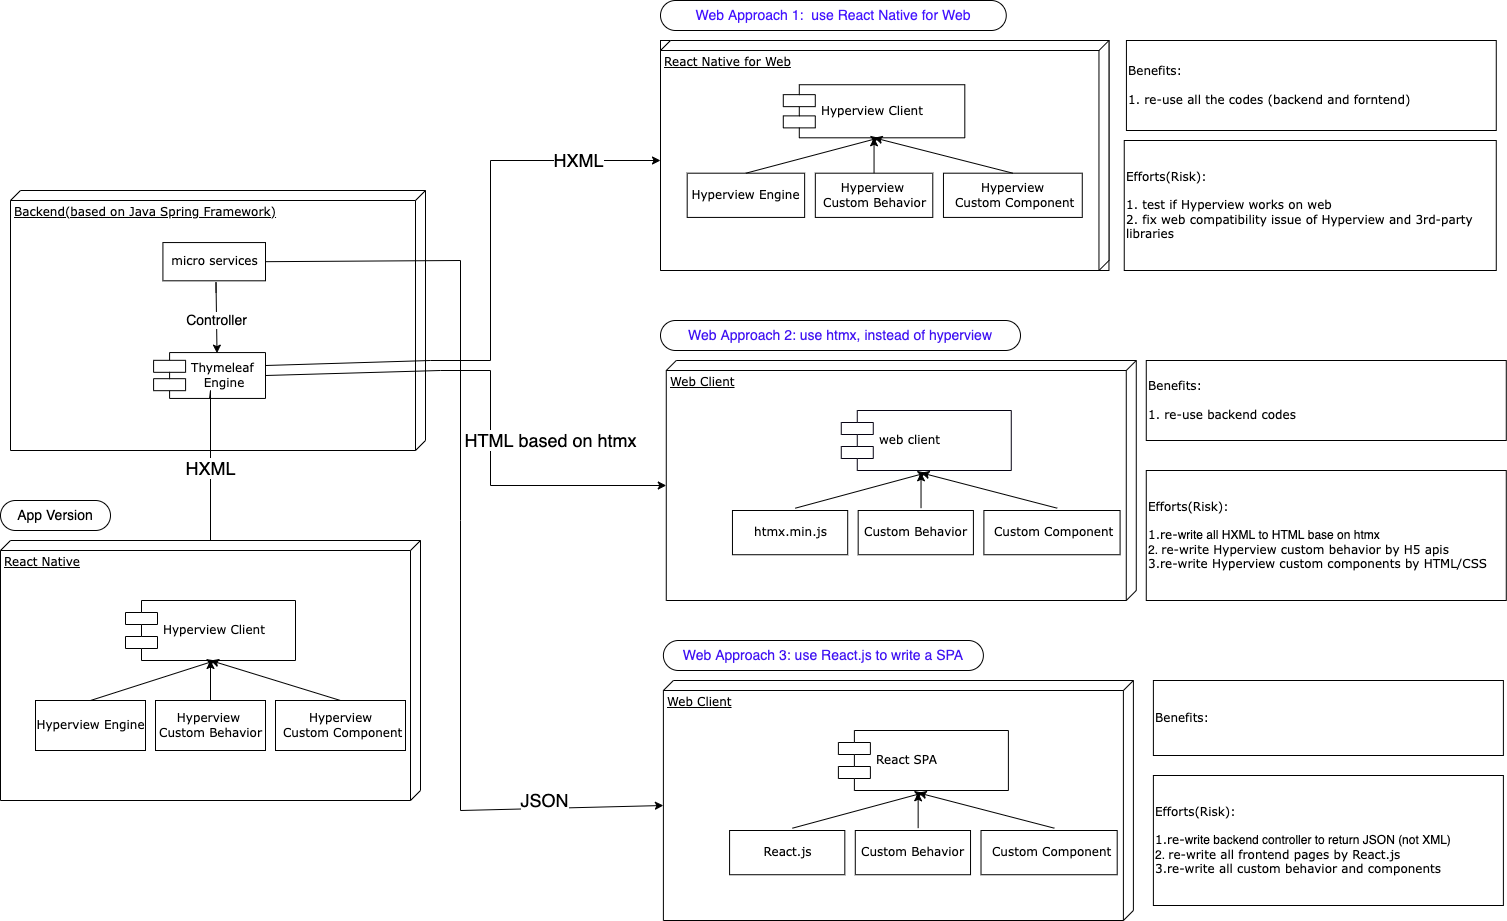 Web Approach 1:  use React Native for Web
React Native for Web
Hyperview Client
Hyperview Engine
Hyperview
Custom Behavior
Hyperview
Custom Component
Benefits:
1. re-use all the codes (backend and forntend)
Efforts(Risk):
1. test if Hyperview works on web
2. fix web compatibility issue of Hyperview and 3rd-party
libraries
HXML
Backend(based on Java Spring Framework)
micro services
Controller
Thymeleaf
Engine
HXML
App Version
React Native
Hyperview Client
Hyperview Engine
Hyperview
Custom Behavior
Hyperview
Custom Component
Web Approach 2: use htmx, instead of hyperview
HTML based on htmx
Web Client
web client
htmx.min.js
Custom Behavior
Custom Component
Benefits:
1. re-use backend codes
Efforts(Risk):
1.re-write all HXML to HTML base on htmx
2. re-write Hyperview custom behavior by H5 apis
3.re-write Hyperview custom components by HTML/CSS
Web Approach 3: use React.js to write a SPA
JSON
Web Client
React SPA
React.js
Custom Behavior
Custom Component
Benefits:
Efforts(Risk):
1.re-write backend controller to return JSON (not XML)
2. re-write all frontend pages by React.js
3.re-write all custom behavior and components